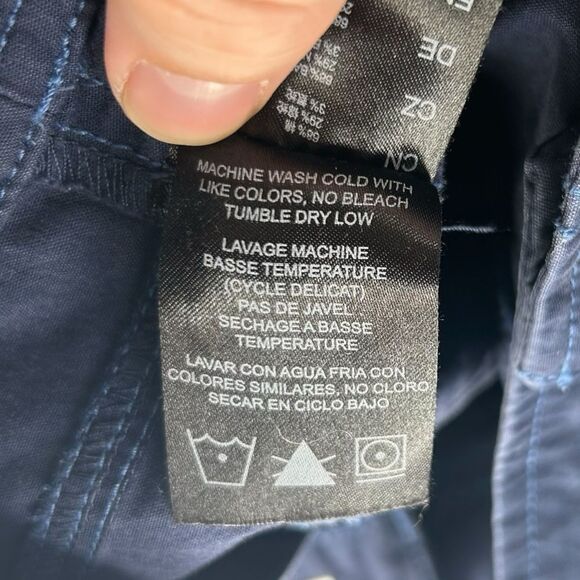 DE
CZ
CN
MACHINE WASH COLD WITH
LIKE COLORS, NO BLEACH
TUMBLE DRY LOW
LAVAGE MACHINE
BASSE TEMPERATURE
(CYCLE DELICAT)
PAS DE JAVEL
SECHAGE A BASSE
TEMPERATURE
LAVAR CON AGUA FRIA CON
COLORES SIMILARES, NO CLORO
SECAR EN CICLO BAJO